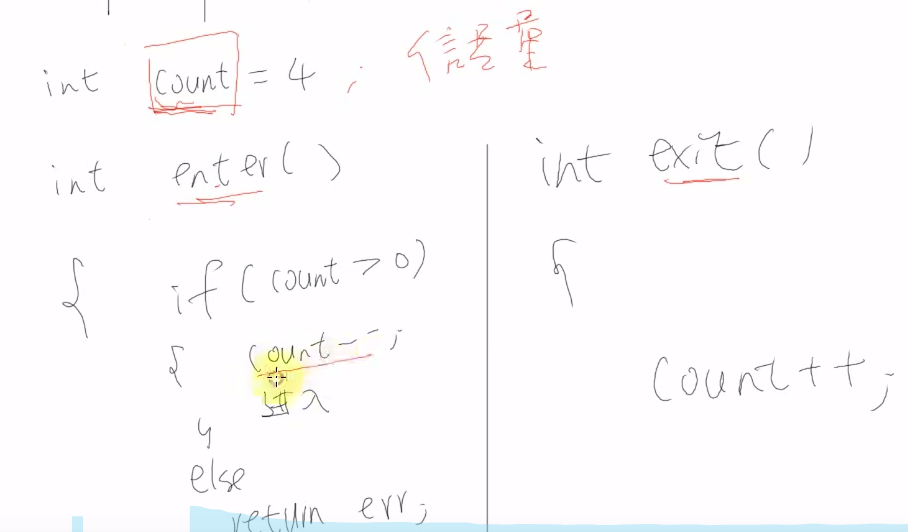 int count = 4; 信号量
int enter()
{ if (count > 0)
{ count--;
进入
}
else
return err;
int exit()
{
count++;